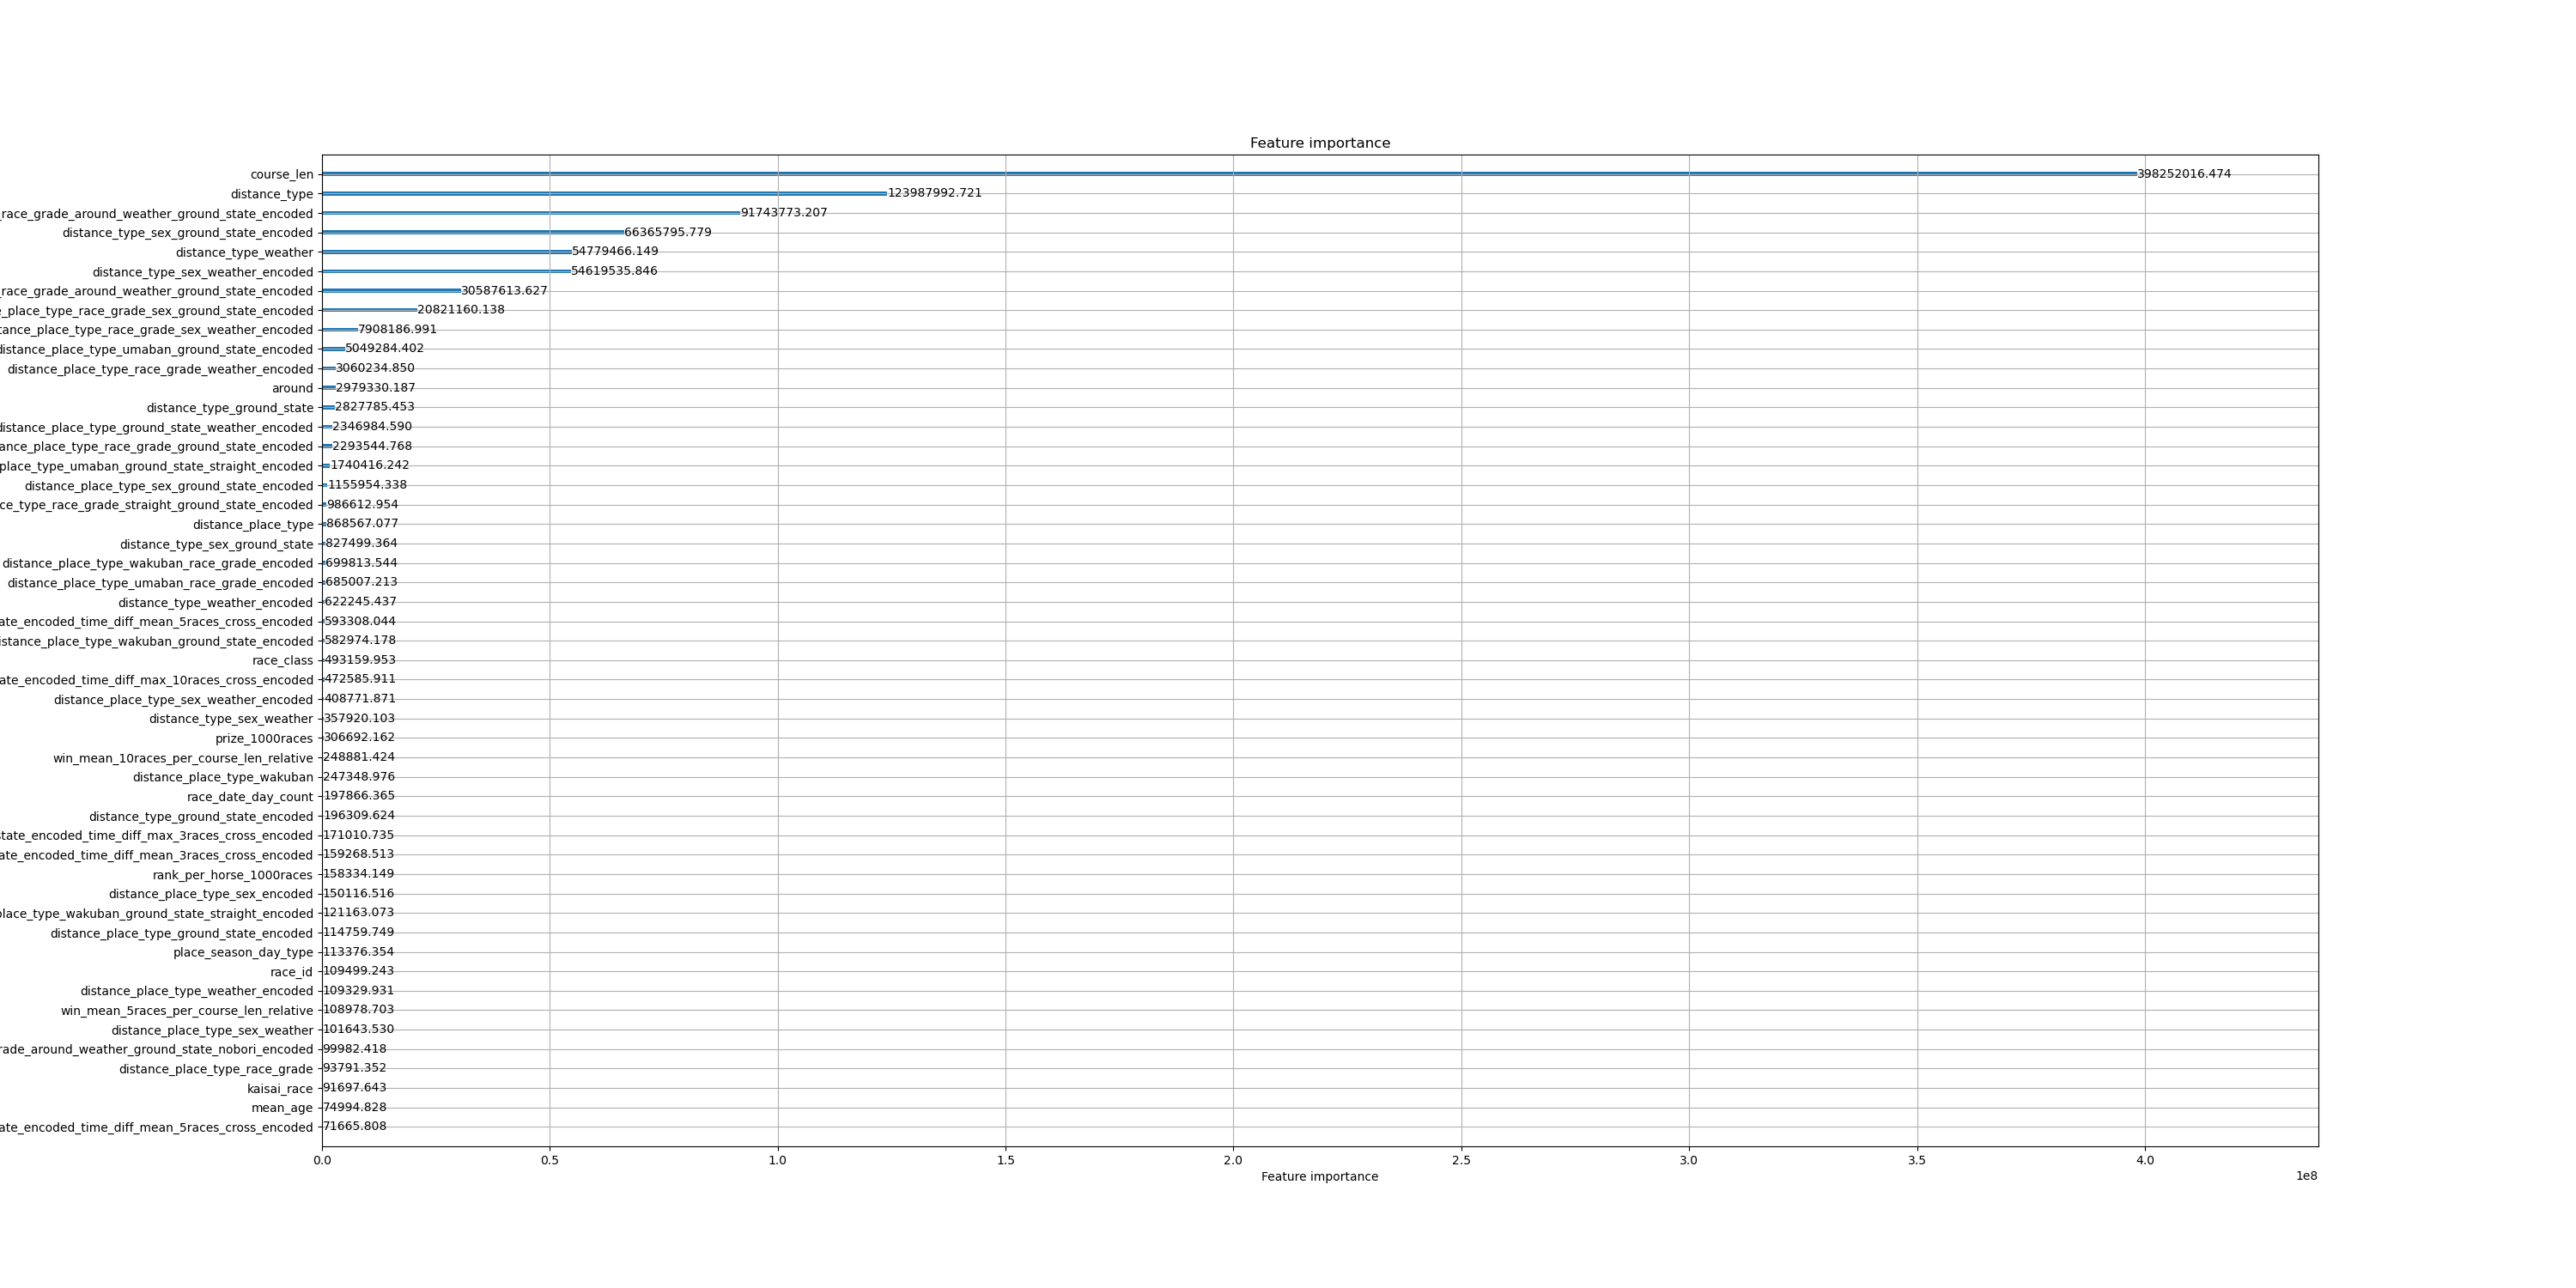 Feature importance
course_len 398252016.474
distance_type 123987992.721
_race_grade_around_weather_ground_state_encoded 91743773.207
distance_type_sex_ground_state_encoded 66365795.779
distance_type_weather 54779466.149
distance_type_sex_weather_encoded 54619535.846
_race_grade_around_weather_ground_state_encoded 30587613.627
_place_type_race_grade_sex_ground_state_encoded 20821160.138
tance_place_type_race_grade_sex_weather_encoded 7908186.991
distance_place_type_umaban_ground_state_encoded 5049284.402
distance_place_type_race_grade_weather_encoded 3060234.850
around 2979330.187
distance_type_ground_state 2827785.453
distance_place_type_ground_state_weather_encoded 2346984.590
ance_place_type_race_grade_ground_state_encoded 2293544.768
place_type_umaban_ground_state_straight_encoded 1740416.242
distance_place_type_sex_ground_state_encoded 1155954.338
ce_type_race_grade_straight_ground_state_encoded 986612.954
distance_place_type 868567.077
distance_type_sex_ground_state 827499.364
distance_place_type_wakuban_race_grade_encoded 699813.544
distance_place_type_umaban_race_grade_encoded 685007.213
distance_type_weather_encoded 622245.437
ate_encoded_time_diff_mean_5races_cross_encoded 593308.044
istance_place_type_wakuban_ground_state_encoded 582974.178
race_class 493159.953
ate_encoded_time_diff_max_10races_cross_encoded 472585.911
distance_place_type_sex_weather_encoded 408771.871
distance_type_sex_weather 357920.103
prize_1000races 306692.162
win_mean_10races_per_course_len_relative 248881.424
distance_place_type_wakuban 247348.976
race_date_day_count 197866.365
distance_type_ground_state_encoded 196309.624
tate_encoded_time_diff_max_3races_cross_encoded 171010.735
ate_encoded_time_diff_mean_3races_cross_encoded 159268.513
rank_per_horse_1000races 158334.149
distance_place_type_sex_encoded 150116.516
place_type_wakuban_ground_state_straight_encoded 121163.073
distance_place_type_ground_state_encoded 114759.749
place_season_day_type 113376.354
race_id 109499.243
distance_place_type_weather_encoded 109329.931
win_mean_5races_per_course_len_relative 108978.703
distance_place_type_sex_weather 101643.530
rade_around_weather_ground_state_nobori_encoded 99982.418
distance_place_type_race_grade 93791.352
kaisai_race 91697.643
mean_age 74994.828
ate_encoded_time_diff_mean_5races_cross_encoded 71665.808
0.0 0.5 1.0 1.5 2.0 2.5 3.0 3.5 4.0
Feature importance
1e8